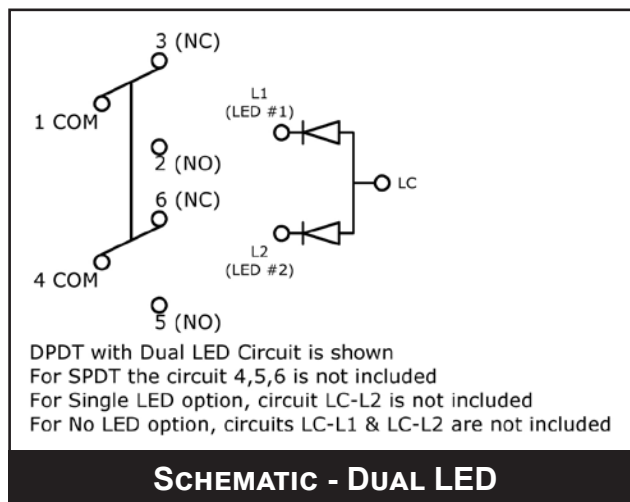 3 (NC)
1 COM
2 (NO)
6 (NC)
4 COM
5 (NO)
L1
(LED #1)
LC
L2
(LED #2)
DPDT with Dual LED Circuit is shown
For SPDT the circuit 4,5,6 is not included
For Single LED option, circuit LC-L2 is not included
For No LED option, circuits LC-L1 & LC-L2 are not included
SCHEMATIC - DUAL LED